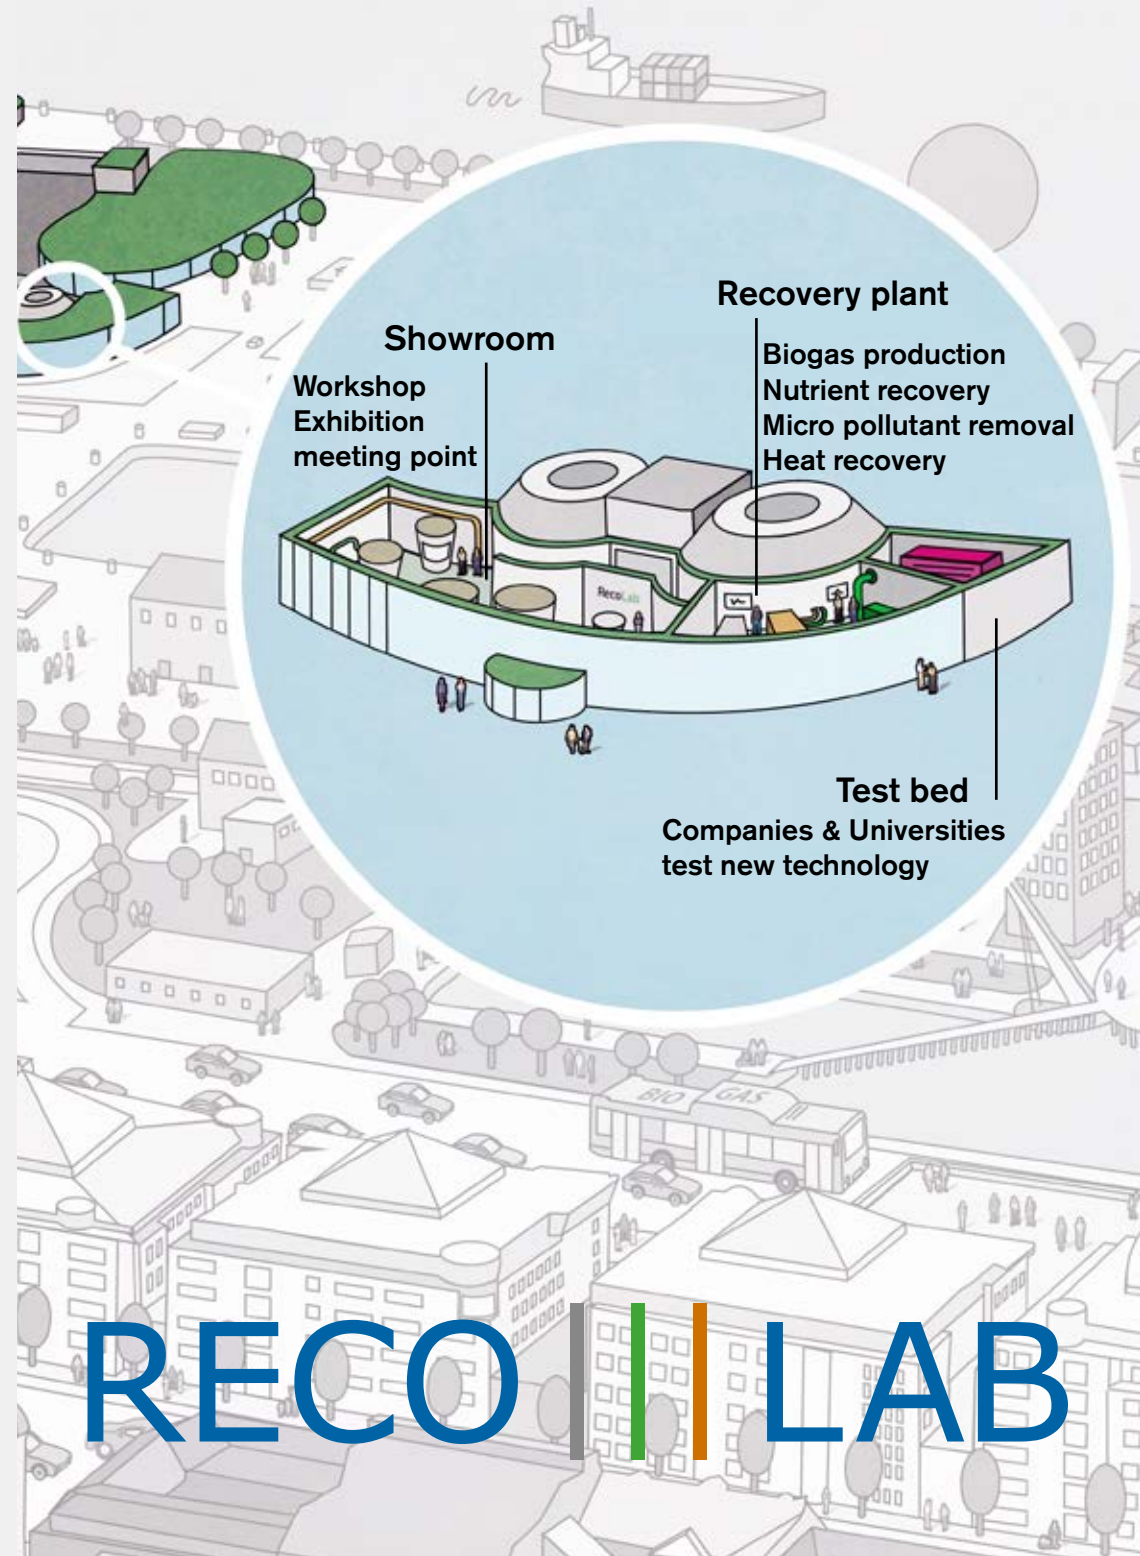 Recovery plant
Biogas production
Nutrient recovery
Micro pollutant removal
Heat recovery
Showroom
Workshop
Exhibition
meeting point
RecoLab
Test bed
Companies & Universities
test new technology
BIO GAS
RECO LAB